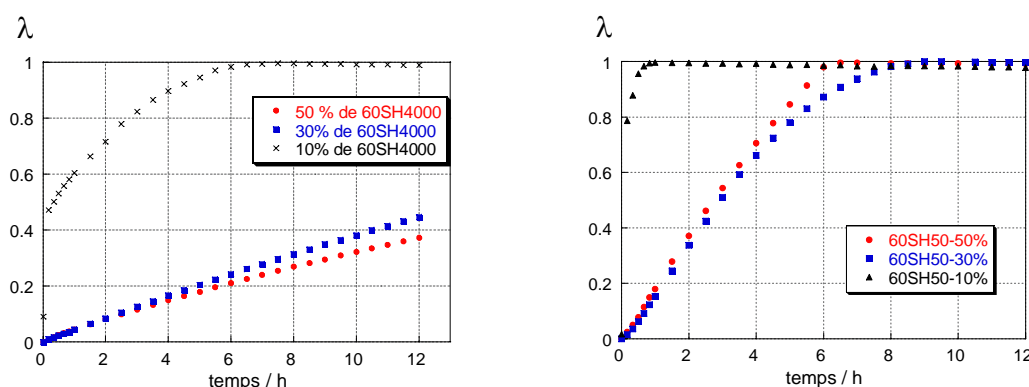 λ
1
0.8
0.6
0.4
0.2
0
0 2 4 6 8 10 12
temps / h
50 % de 60SH4000
30% de 60SH4000
10% de 60SH4000
λ
1
0.8
0.6
0.4
0.2
0
0 2 4 6 8 10 12
temps / h
60SH50-50%
60SH50-30%
60SH50-10%